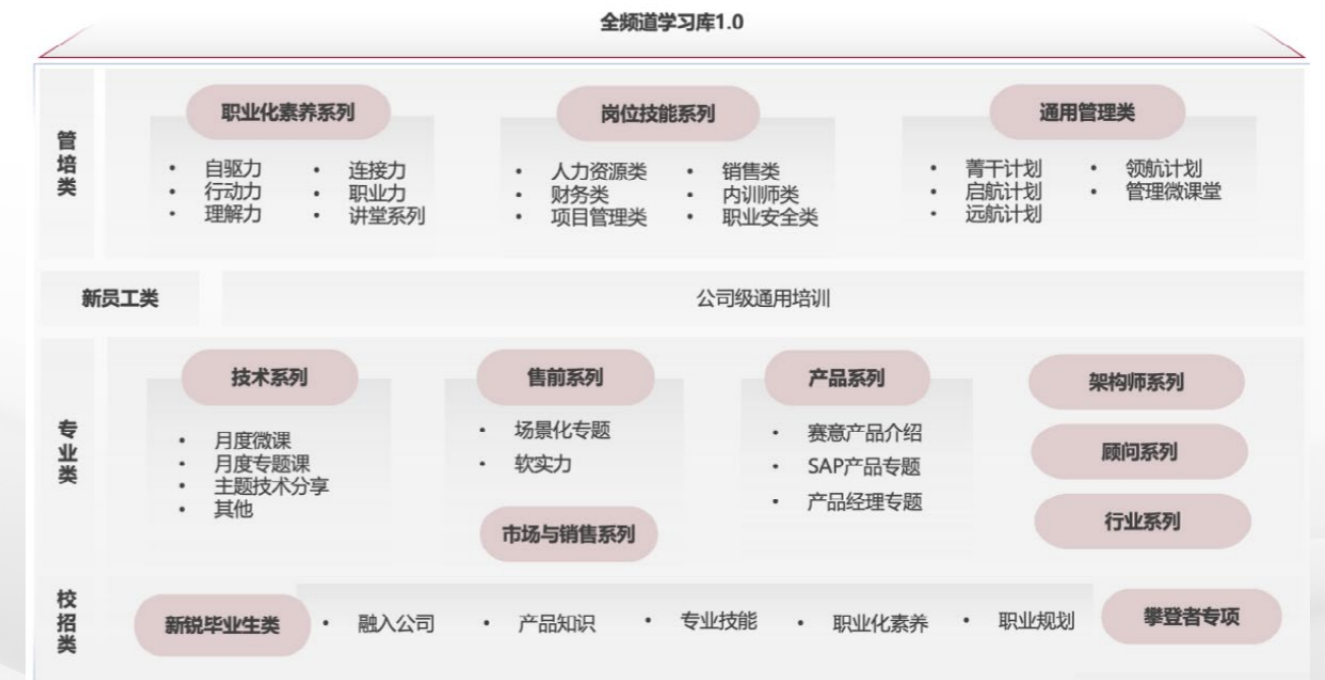 全频道学习库1.0
管培类
职业化素养系列
• 自驱力
• 行动力
• 理解力
• 连接力
• 职业力
• 讲堂系列
岗位技能系列
• 人力资源类
• 财务类
• 项目管理类
• 销售类
• 内训师类
• 职业安全类
通用管理类
• 菁干计划
• 启航计划
• 远航计划
• 领航计划
• 管理微课堂
新员工类
公司级通用培训
专业类
技术系列
• 月度微课
• 月度专题课
• 主题技术分享
• 其他
售前系列
• 场景化专题
• 软实力
市场与销售系列
产品系列
• 赛意产品介绍
• SAP产品专题
• 产品经理专题
架构师系列
顾问系列
行业系列
校招类
新锐毕业生类
• 融入公司
• 产品知识
• 专业技能
• 职业化素养
• 职业规划
攀登者专项